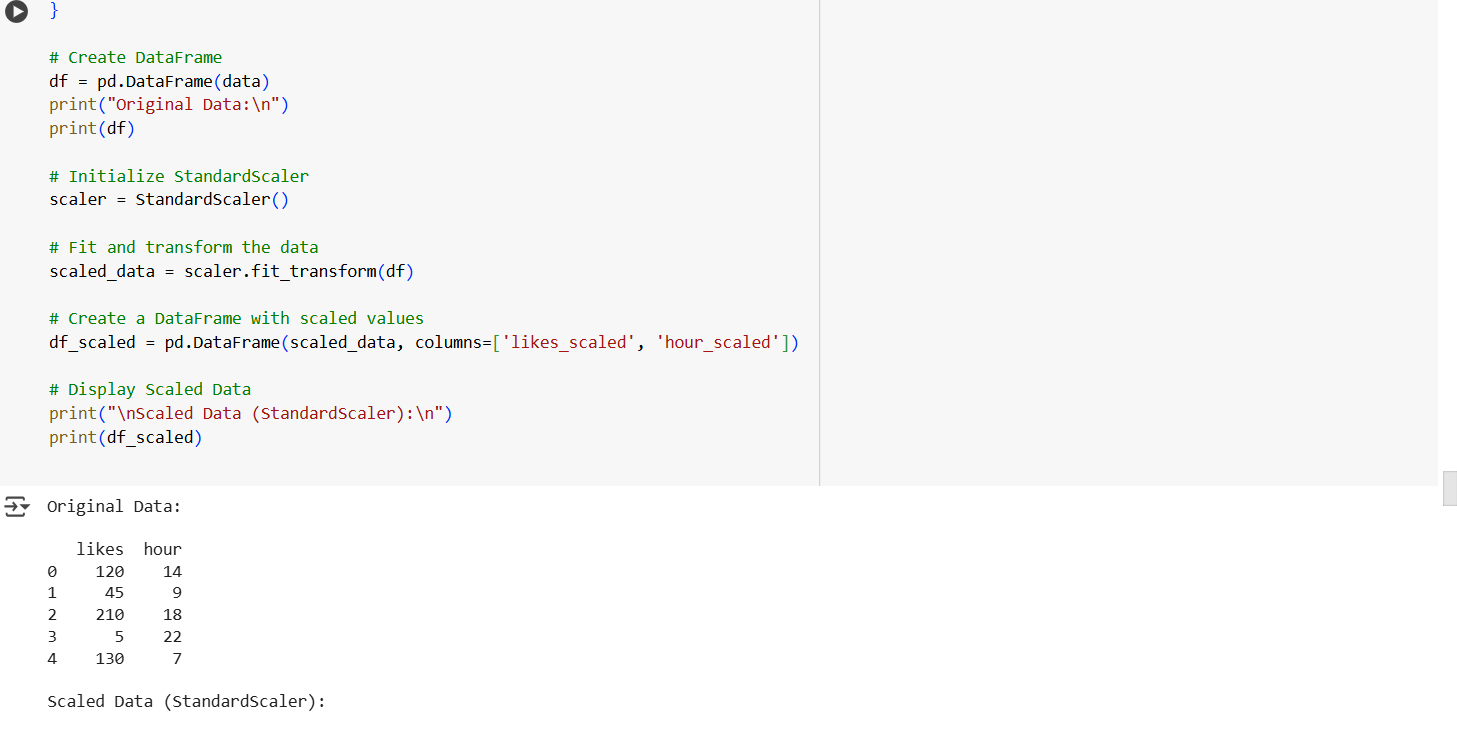 }
# Create DataFrame
df = pd.DataFrame(data)
print("Original Data:\n")
print(df)
# Initialize StandardScaler
scaler = StandardScaler()
# Fit and transform the data
scaled_data = scaler.fit_transform(df)
# Create a DataFrame with scaled values
df_scaled = pd.DataFrame(scaled_data, columns=['likes_scaled', 'hour_scaled'])
# Display Scaled Data
print("\nScaled Data (StandardScaler):\n")
print(df_scaled)
Original Data:
likes hour
0 120 14
1 45 9
2 210 18
3 5 22
4 130 7
Scaled Data (StandardScaler):